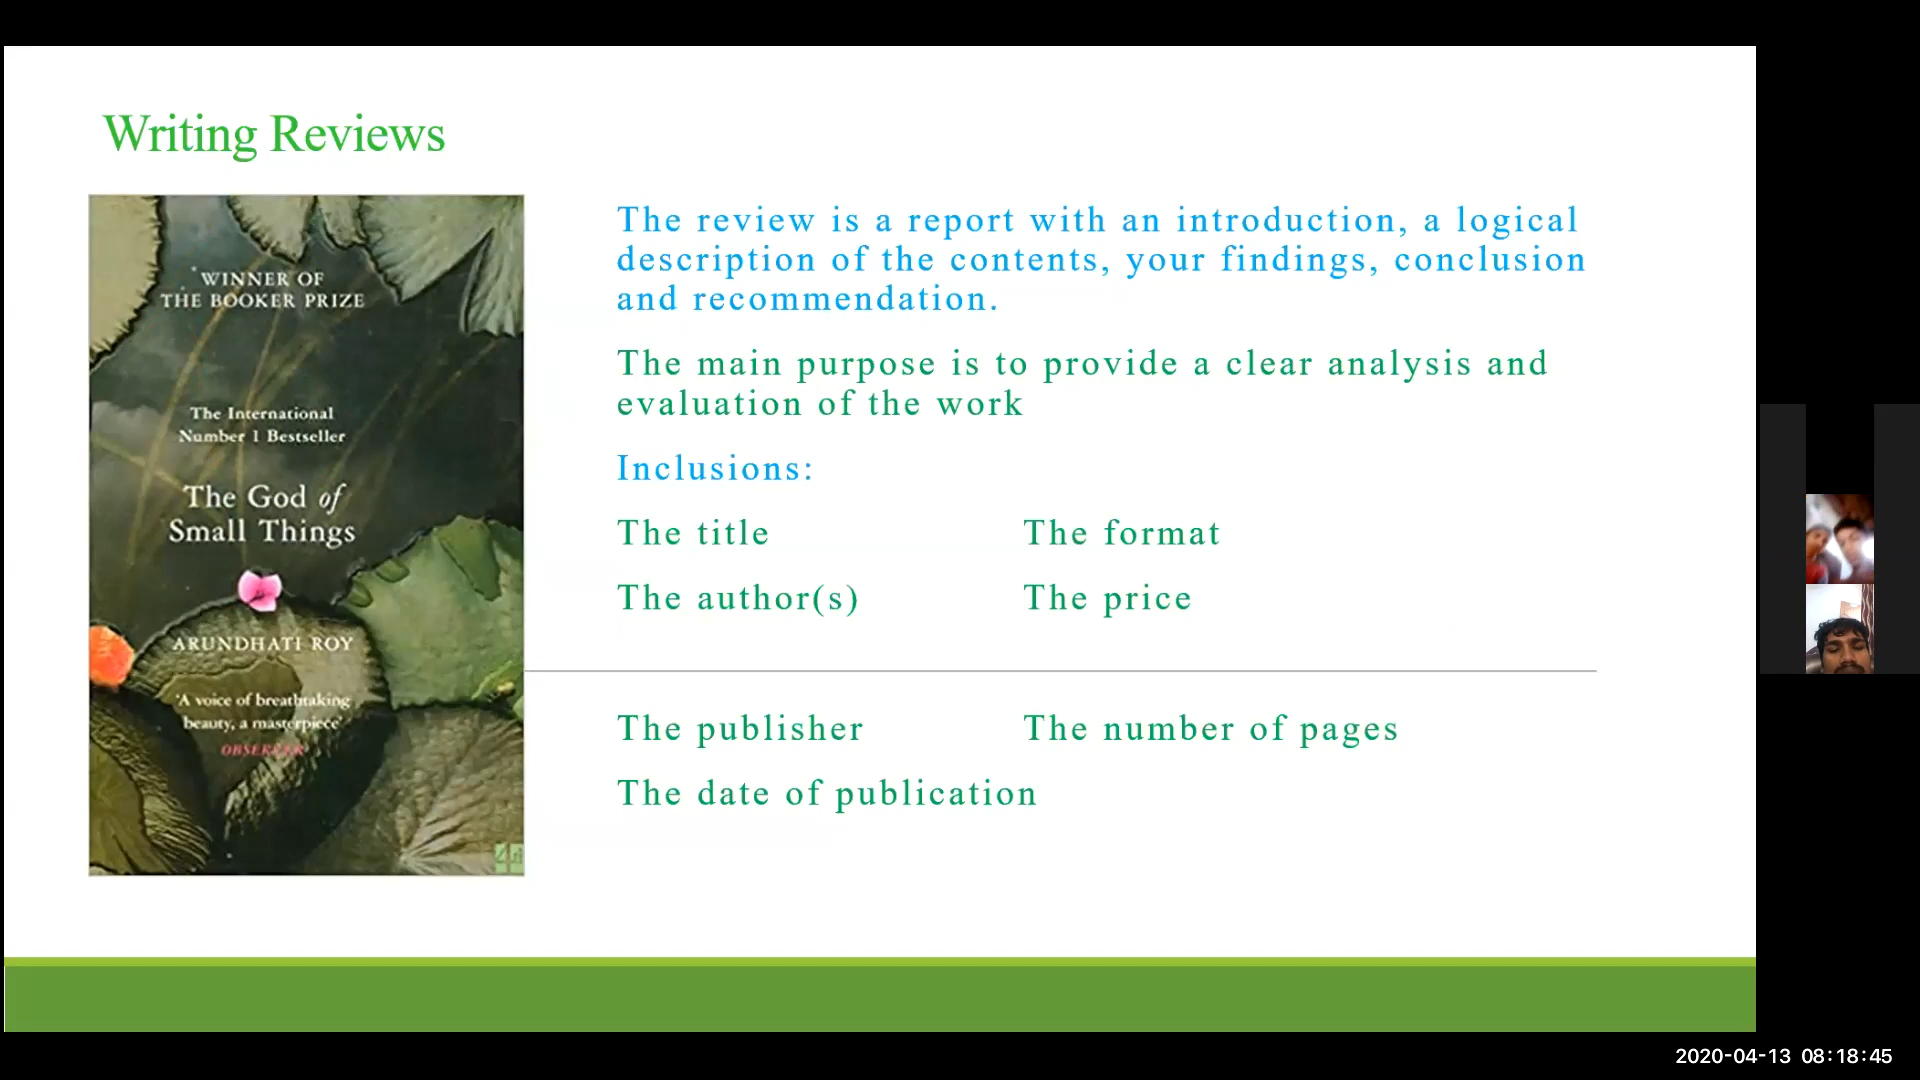 Writing Reviews
WINNER OF
THE BOOKER PRIZE
The International
Number 1 Bestseller
The God of
Small Things
ARUNDHATI ROY
'A voice of breathtaking
beauty, a masterpiece'
OBSERVER
The review is a report with an introduction, a logical
description of the contents, your findings, conclusion
and recommendation.
The main purpose is to provide a clear analysis and
evaluation of the work
Inclusions:
The title The format
The author(s) The price
The publisher The number of pages
The date of publication
2020-04-13 08:18:45